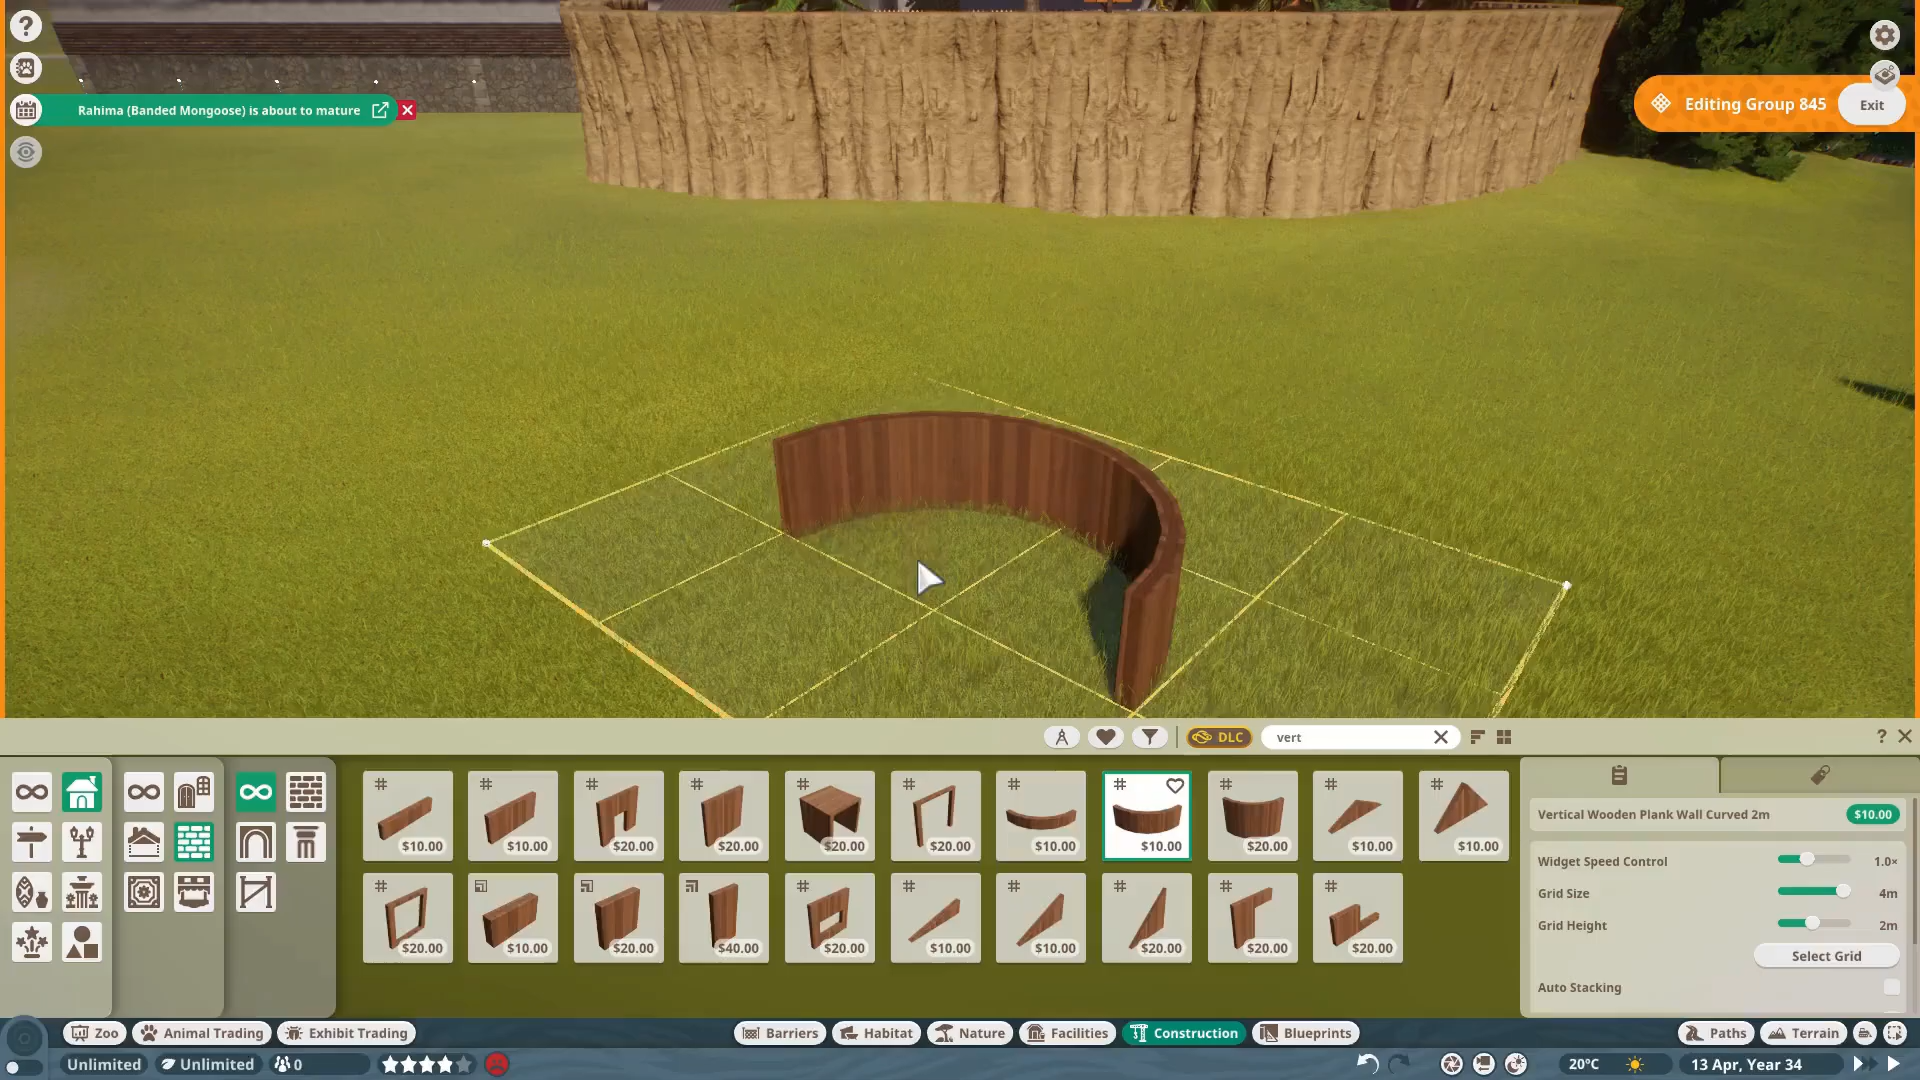 Rahima (Banded Mongoose) is about to mature
Editing Group 845
Exit
DLC
vert
$10.00
$10.00
$20.00
$20.00
$20.00
$20.00
$10.00
$10.00
$20.00
$10.00
$10.00
$20.00
$10.00
$20.00
$40.00
$20.00
$10.00
$10.00
$20.00
$20.00
$20.00
Vertical Wooden Plank Wall Curved 2m
$10.00
Widget Speed Control
1.0×
Grid Size
4m
Grid Height
2m
Select Grid
Auto Stacking
Zoo
Animal Trading
Exhibit Trading
Barriers
Habitat
Nature
Facilities
Construction
Blueprints
Paths
Terrain
Unlimited
Unlimited
0
20°C
13 Apr, Year 34